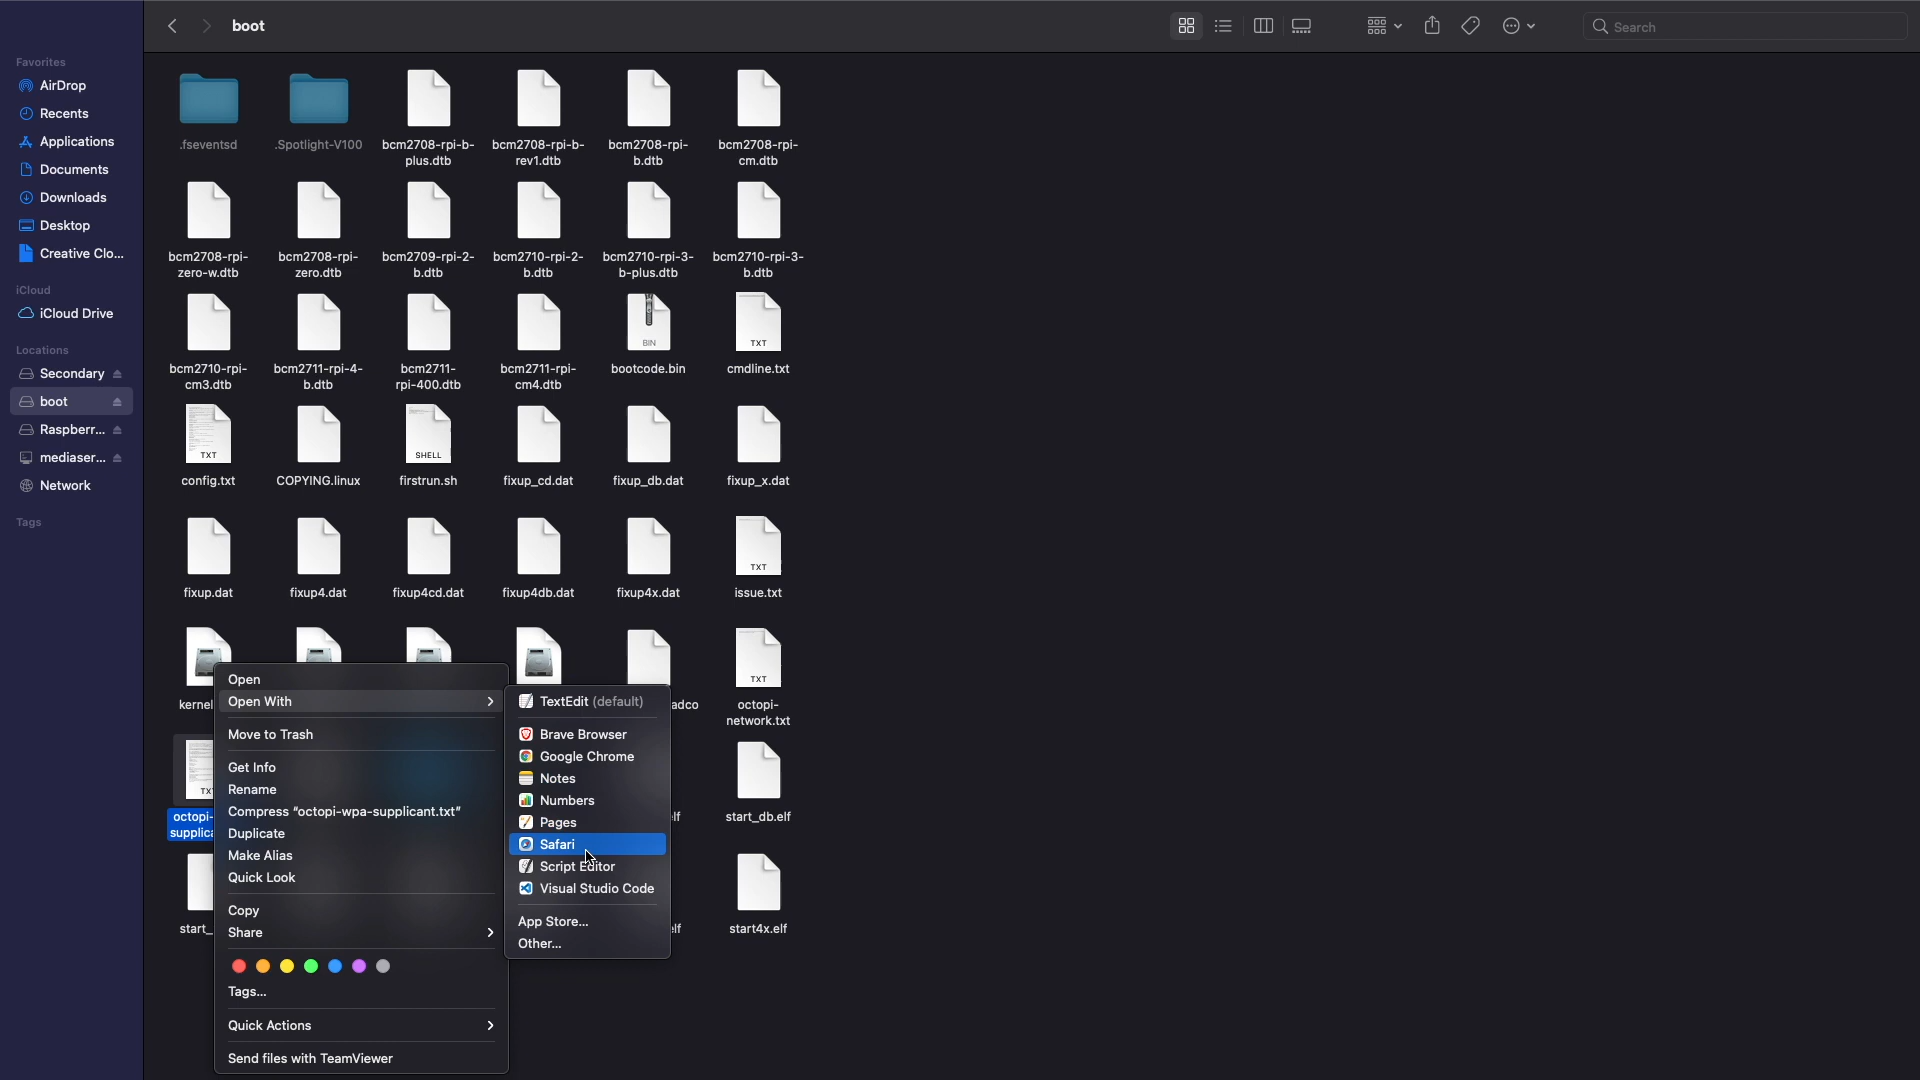 boot
Search
Favorites
AirDrop
Recents
Applications
Documents
Downloads
Desktop
Creative Clo...
iCloud
iCloud Drive
Locations
Secondary
boot
Raspberr...
mediaser...
Network
Tags
.fseventsd
.Spotlight-V100
bcm2708-rpi-b-
plus.dtb
bcm2708-rpi-b-
rev1.dtb
bcm2708-rpi-
b.dtb
bcm2708-rpi-
cm.dtb
bcm2708-rpi-
zero-w.dtb
bcm2708-rpi-
zero.dtb
bcm2709-rpi-2-
b.dtb
bcm2710-rpi-2-
b.dtb
bcm2710-rpi-3-
b-plus.dtb
bcm2710-rpi-3-
b.dtb
BIN
TXT
bcm2710-rpi-
cm3.dtb
bcm2711-rpi-4-
b.dtb
bcm2711-
rpi-400.dtb
bcm2711-rpi-
cm4.dtb
bootcode.bin
cmdline.txt
TXT
SHELL
config.txt
COPYING.linux
firstrun.sh
fixup_cd.dat
fixup_db.dat
fixup_x.dat
TXT
fixup.dat
fixup4.dat
fixup4cd.dat
fixup4db.dat
fixup4x.dat
issue.txt
TXT
kernel
adco
octopi-
network.txt
TX
octopi-
supplica
lf
start_db.elf
start_
lf
start4x.elf
Open
Open With
Move to Trash
Get Info
Rename
Compress “octopi-wpa-supplicant.txt”
Duplicate
Make Alias
Quick Look
Copy
Share
Tags...
Quick Actions
Send files with TeamViewer
TextEdit (default)
Brave Browser
Google Chrome
Notes
Numbers
Pages
Safari
Script Editor
Visual Studio Code
App Store...
Other...